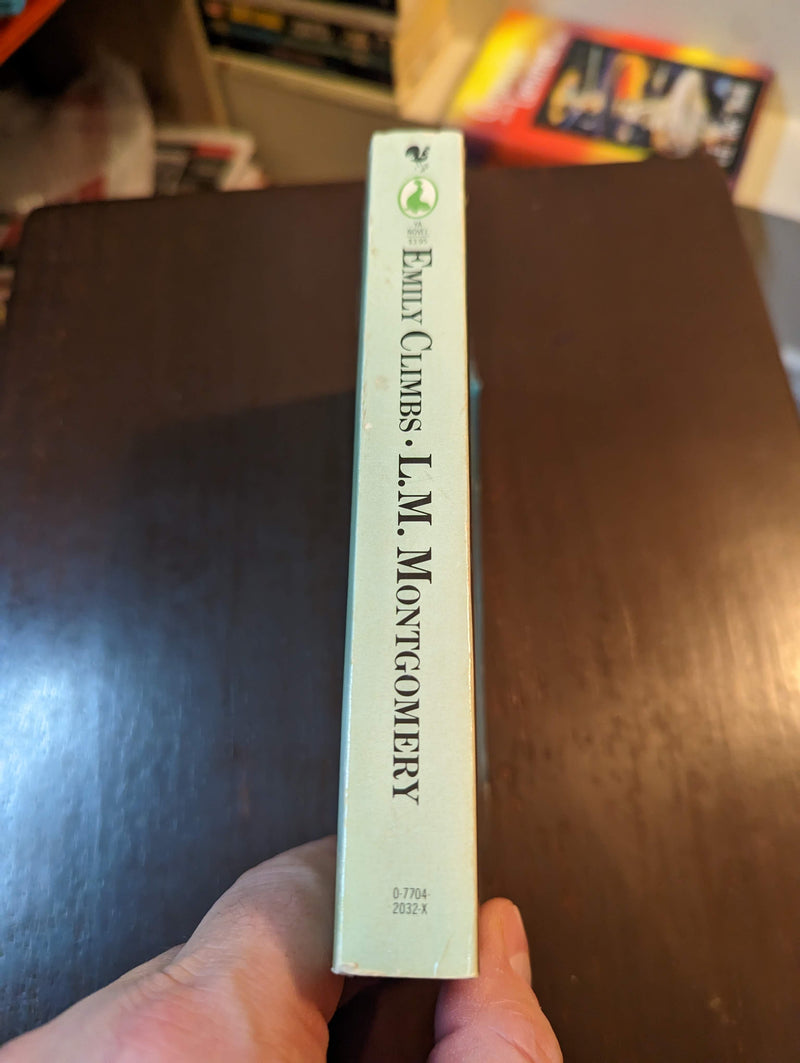 YA
NOVEL
$3.95
EMILY CLIMBS • L.M. MONTGOMERY
0-7704-
2032-X